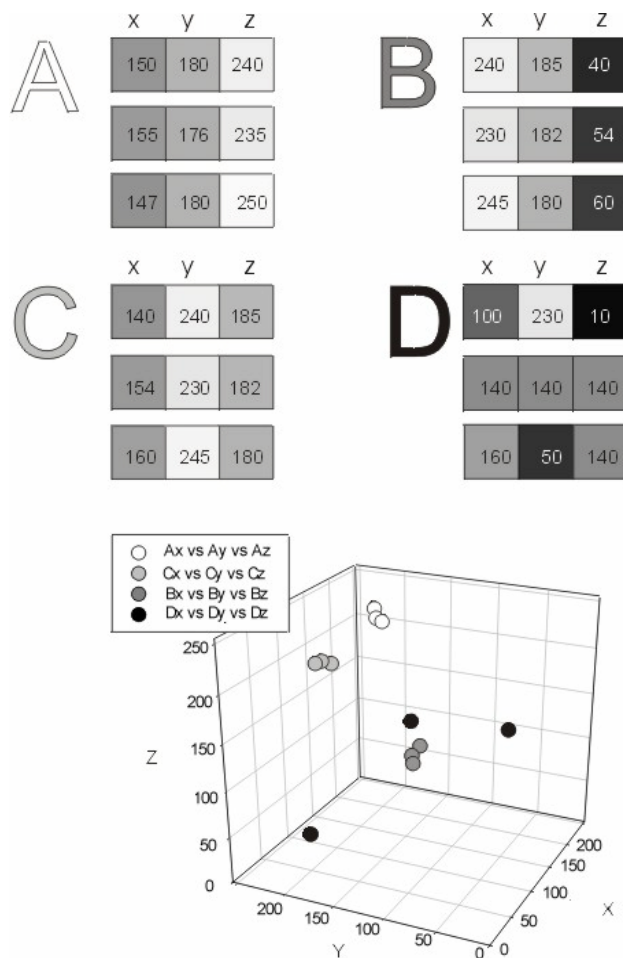 x y z
x y z
A
150 180 240
B
240 185 40
155 176 235
230 182 54
147 180 250
245 180 60
x y z
x y z
C
140 240 185
D
100 230 10
154 230 182
140 140 140
160 245 180
160 50 140
Ax vs Ay vs Az
Cx vs Cy vs Cz
Bx vs By vs Bz
Dx vs Dy vs Dz
250
200
150
Z
100
50
0
200
150
100
50
0
Y
0
50
100
150
200
X